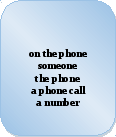 on the phone
someone
the phone
a phone call
a number